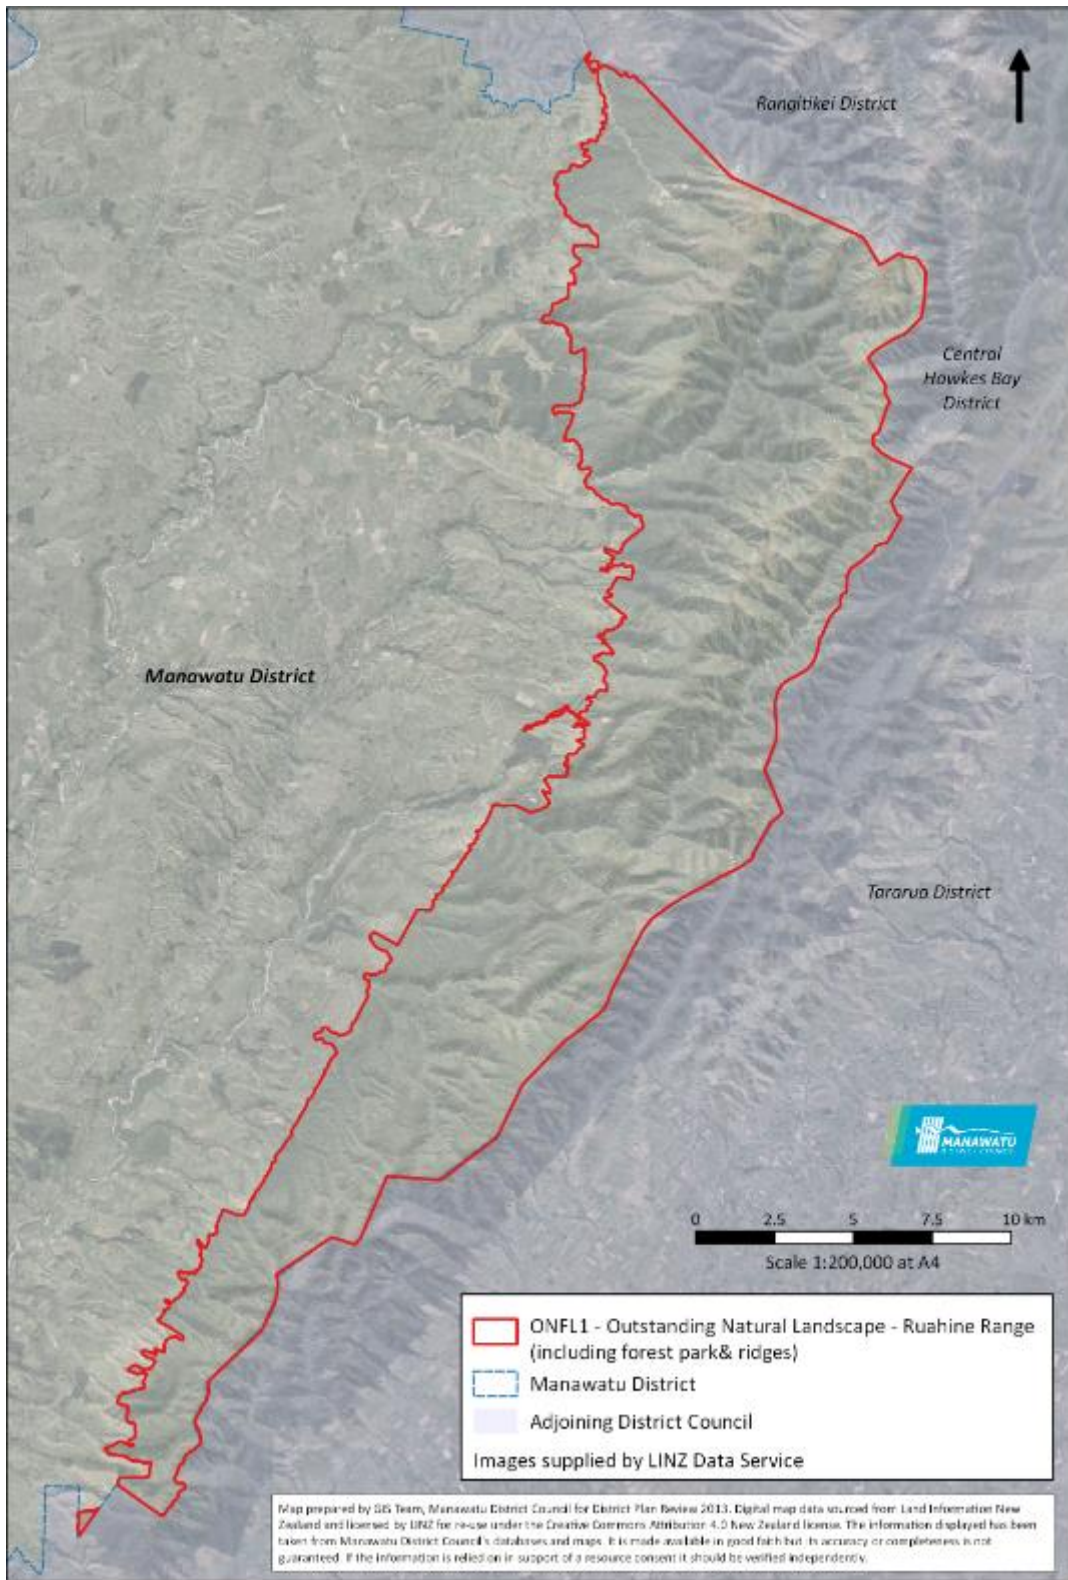 Rangitikei District
Central
Hawkes Bay
District
Manawatu District
Tararua District
MANAWATU
DISTRICT COUNCIL
0 2.5 5 7.5 10 km
Scale 1:200,000 at A4
ONFL1 - Outstanding Natural Landscape - Ruahine Range
(including forest park& ridges)
Manawatu District
Adjoining District Council
Images supplied by LINZ Data Service
Map prepared by GIS Team, Manawatu District Council for District Plan Review 2013. Digital map data sourced from Land Information New
Zealand and licensed by LINZ for re-use under the Creative Commons Attribution 4.0 New Zealand license. The information displayed has been
taken from Manawatu District Council's databases and maps. It is made available in good faith but its accuracy or completeness is not
guaranteed. If the information is relied on in support of a resource consent it should be verified independently.